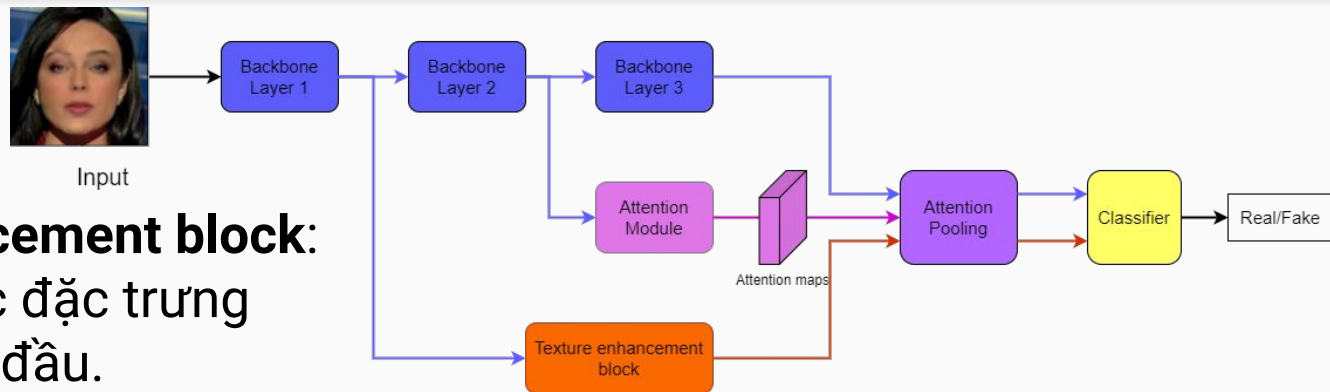 Backbone
Layer 1
Backbone
Layer 2
Backbone
Layer 3
Input
Attention
Module
Attention maps
Attention
Pooling
Classifier
Real/Fake
block:
đặc trưng
đầu.
Texture enhancement
block